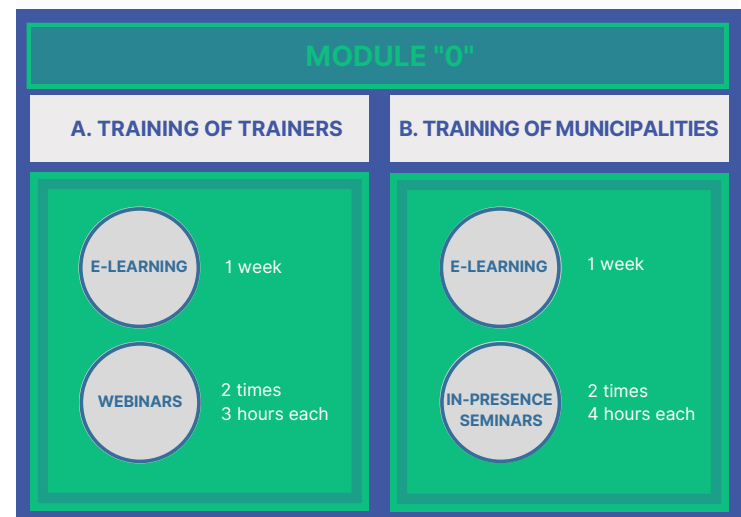 MODULE "0"
A. TRAINING OF TRAINERS
B. TRAINING OF MUNICIPALITIES
E-LEARNING
1 week
WEBINARS
2 times
3 hours each
E-LEARNING
1 week
IN-PRESENCE
SEMINARS
2 times
4 hours each